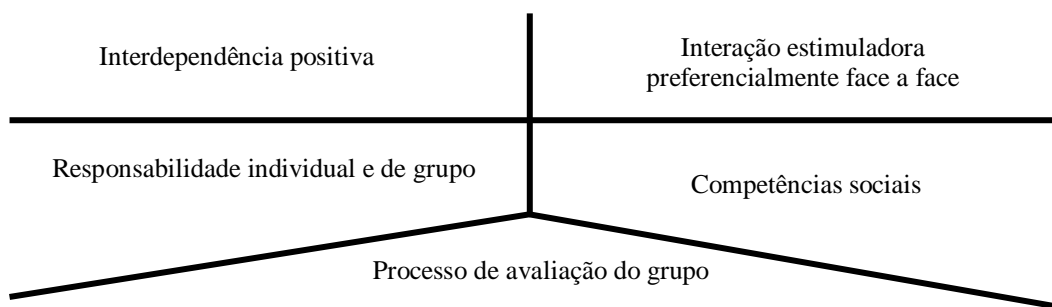 Interdependência positiva
Interação estimuladora
preferencialmente face a face
Responsabilidade individual e de grupo
Competências sociais
Processo de avaliação do grupo